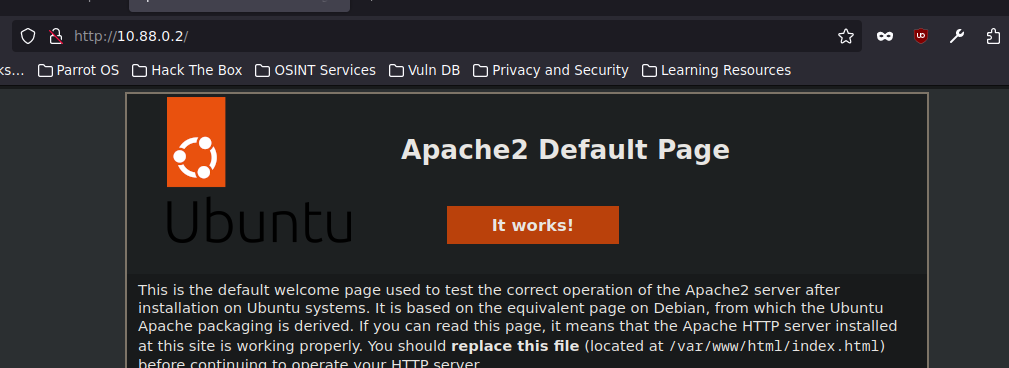 http://10.88.0.2/
ks... Parrot OS Hack The Box OSINT Services Vuln DB Privacy and Security Learning Resources
Apache2 Default Page
Ubuntu
It works!
This is the default welcome page used to test the correct operation of the Apache2 server after
installation on Ubuntu systems. It is based on the equivalent page on Debian, from which the Ubuntu
Apache packaging is derived. If you can read this page, it means that the Apache HTTP server installed
at this site is working properly. You should replace this file (located at /var/www/html/index.html)
before continuing to operate your HTTP server.